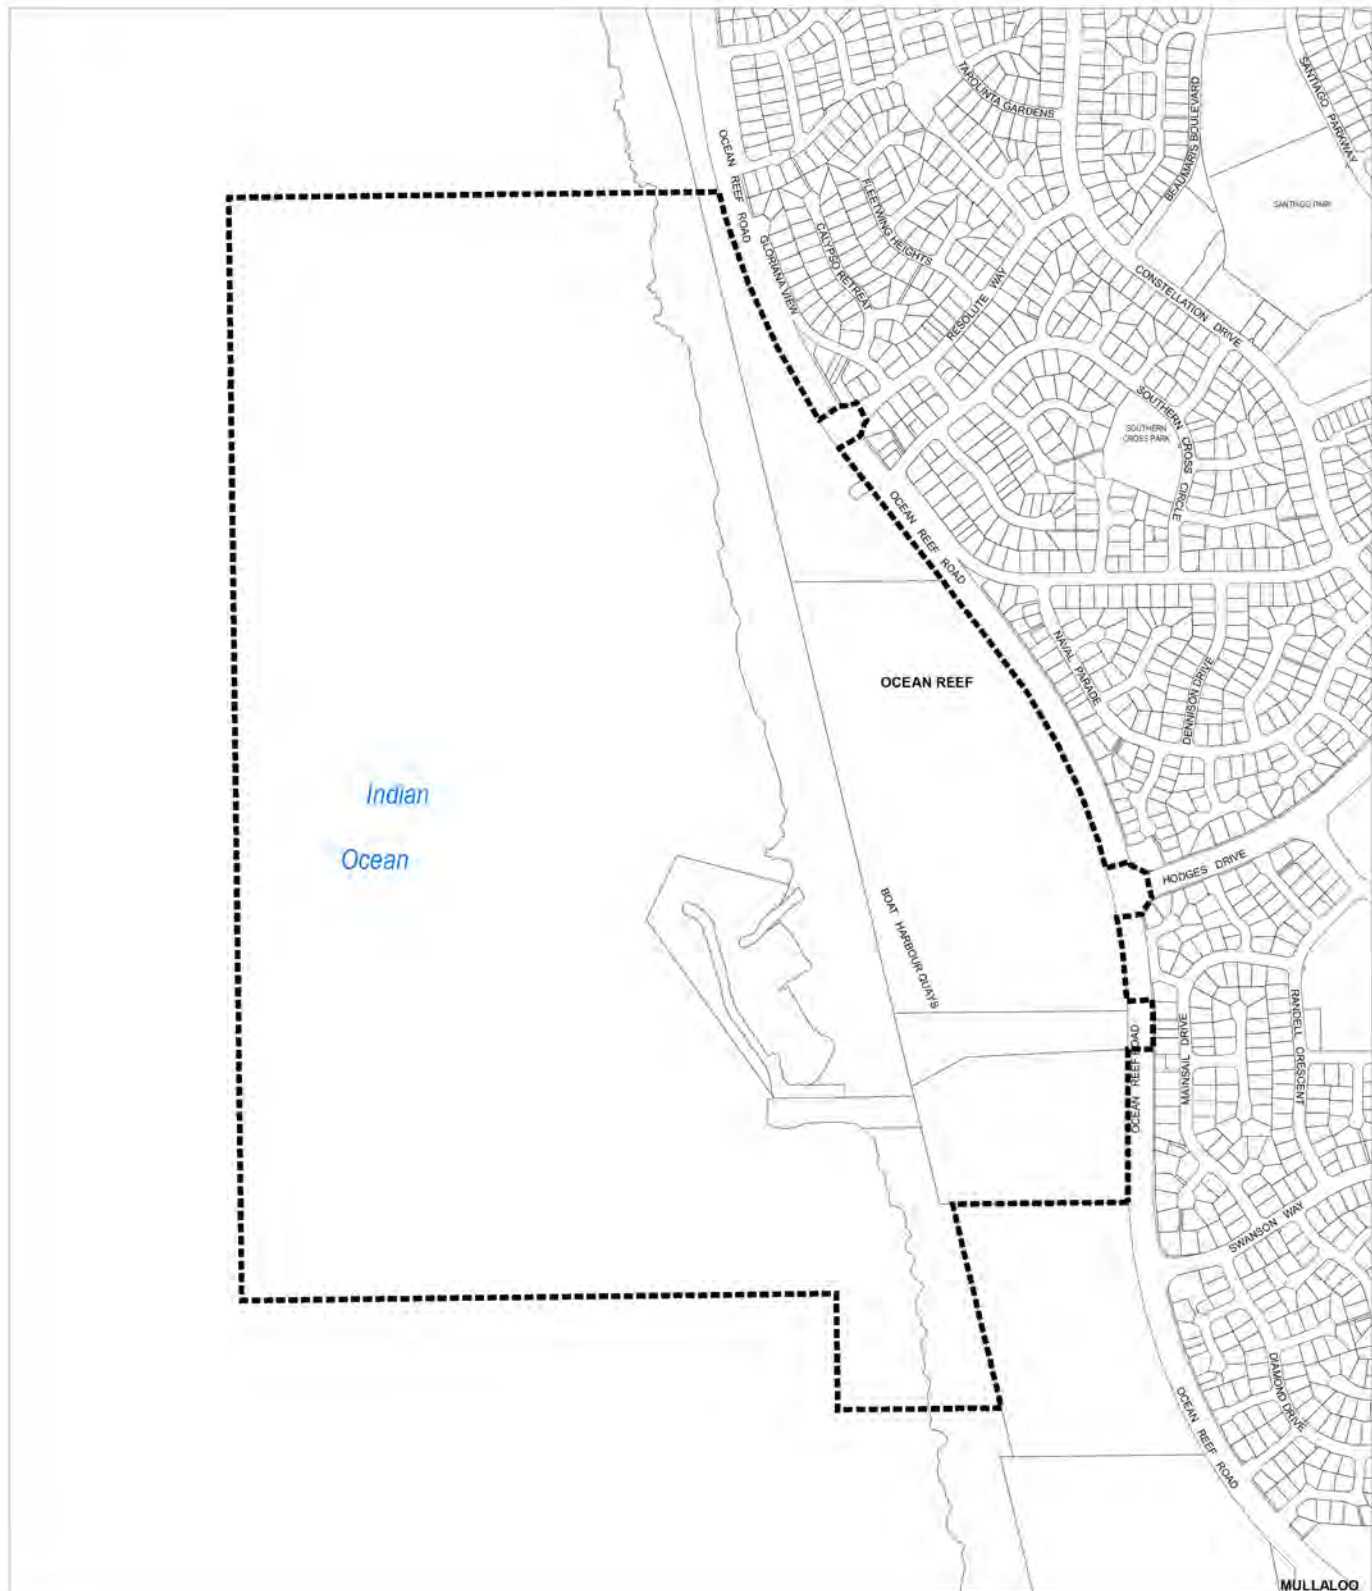 TAROLINTA GARDENS
BEAUMARIS BOULEVARD
SANTIAGO PARKWAY
SANTIAGO PARK
OCEAN REEF ROAD
GLORIANA VIEW
CALYPSO RETREAT
FLEETWING HEIGHTS
RESOLUTE WAY
CONSTELLATION DRIVE
SOUTHERN CROSS CIRCLE
SOUTHERN
CROSS PARK
OCEAN REEF ROAD
NAVAL PARADE
DENNISON DRIVE
OCEAN REEF
Indian
Ocean
HODGES DRIVE
BOAT HARBOUR QUAYS
OCEAN REEF ROAD
MAINSAIL DRIVE
RANDELL CRESCENT
SWANSON WAY
DIAMOND DRIVE
OCEAN REEF ROAD
MULLALOO